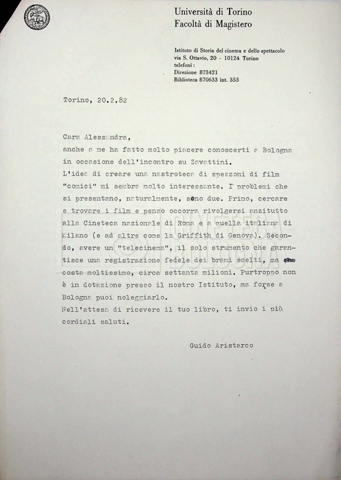 Università di Torino
Facoltà di Magistero
Istituto di Storia del cinema e dello spettacolo
via S. Ottavio, 20 - 10124 Torino
telefoni:
Direzione 873421
Biblioteca 870633 int. 353
Torino, 20.2.82
Cara Alessandra,
anche a me ha fatto molto piacere conoscerti a Bologna
in occasione dell'incontro su Zavattini.
L'idea di creare una nastroteca di spezzoni di film
"comici" mi sembra molto interessante. I problemi che
si presentano, naturalmente, sono due. Primo, cercare
e trovare i film e penso occorra rivolgersi anzitutto
alla Cineteca nazionale di Roma e a quella italiana di
Milano (e ad altre come la Griffith di Genova). Secon-
do, avere un "telecinema", il solo strumento che garan-
tisce una registrazione fedele dei brani scelti, ma
costa moltissimo, circa settanta milioni. Purtroppo non
è in dotazione presso il nostro Istituto, ma forse a
Bologna puoi noleggiarlo.
Nell'attesa di ricevere il tuo libro, ti invio i più
cordiali saluti.
Guido Aristarco